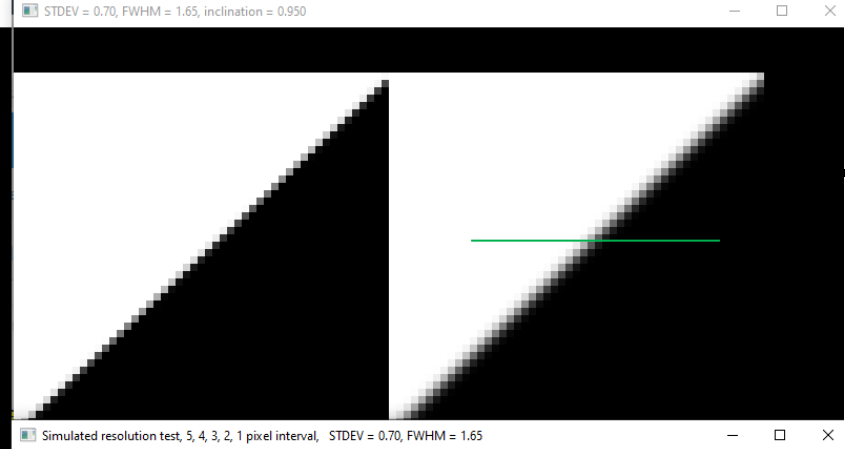 STDEV = 0.70, FWHM = 1.65, inclination = 0.950
Simulated resolution test, 5, 4, 3, 2, 1 pixel interval,   STDEV = 0.70, FWHM = 1.65